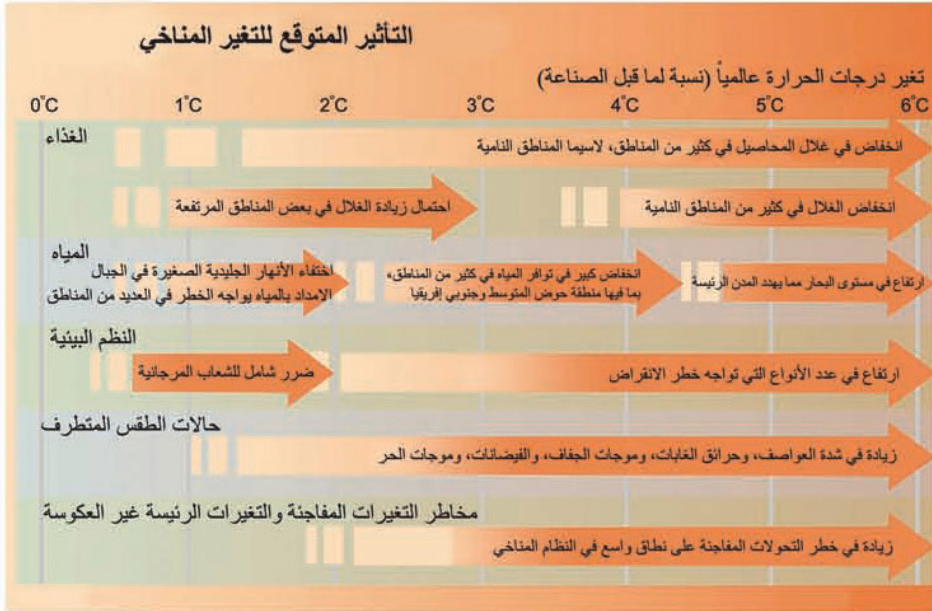 التأثير المتوقع للتغير المناخي
تغير درجات الحرارة عالمياً (نسبة لما قبل الصناعة)
0°C 1°C 2°C 3°C 4°C 5°C 6°C
الغذاء
انخفاض في غلال المحاصيل في كثير من المناطق، لاسيما المناطق النامية
احتمال زيادة الغلال في بعض المناطق المرتفعة
انخفاض الغلال في كثير من المناطق النامية
المياه
اختفاء الأنهار الجليدية الصغيرة في الجبال
الامداد بالمياه يواجه الخطر في العديد من المناطق
انخفاض كبير في توافر المياه في كثير من المناطق،
بما فيها منطقة حوض المتوسط وجنوبي إفريقيا
ارتفاع في مستوى البحار مما يهدد المدن الرئيسة
النظم البيئية
ضرر شامل للشعاب المرجانية
ارتفاع في عدد الأنواع التي تواجه خطر الانقراض
حالات الطقس المتطرف
زيادة في شدة العواصف، وحرائق الغابات، وموجات الجفاف، والفيضانات، وموجات الحر
مخاطر التغيرات المفاجئة والتغيرات الرئيسة غير العكوسة
زيادة في خطر التحولات المفاجئة على نطاق واسع في النظام المناخي